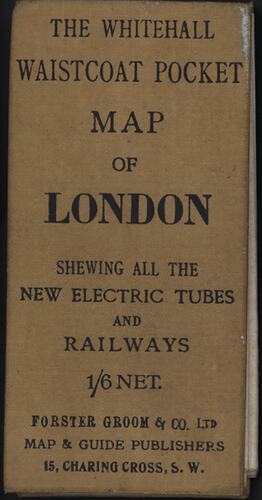 THE WHITEHALL
WAISTCOAT POCKET
MAP
OF
LONDON
SHEWING ALL THE
NEW ELECTRIC TUBES
AND
RAILWAYS
1/6 NET.
FORSTER GROOM & CO. LTD
MAP & GUIDE PUBLISHERS
15, CHARING CROSS, S. W.